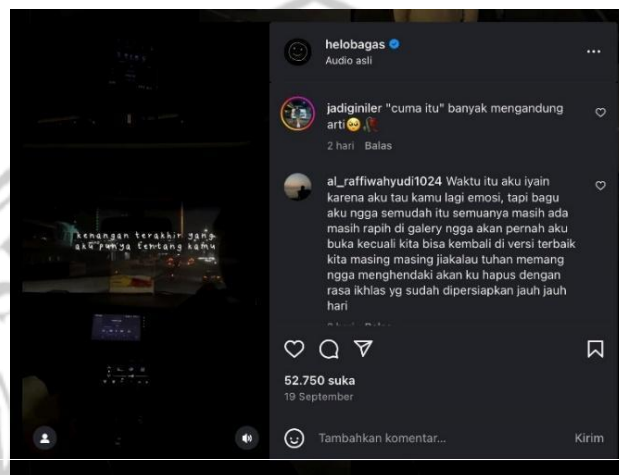 helobagas
Audio asli
jadiginiler "cuma itu" banyak mengandung
arti🥺🥀
2 hari Balas
al_raffiwahyudi1024 Waktu itu aku iyain
karena aku tau kamu lagi emosi, tapi bagu
aku ngga semudah itu semuanya masih ada
masih rapih di galery ngga akan pernah aku
buka kecuali kita bisa kembali di versi terbaik
kita masing masing jiakalau tuhan memang
ngga menghendaki akan ku hapus dengan
rasa ikhlas yg sudah dipersiapkan jauh jauh
hari
kenangan terakhir yang
aku punya tentang kamu
52.750 suka
19 September
Tambahkan komentar...
Kirim